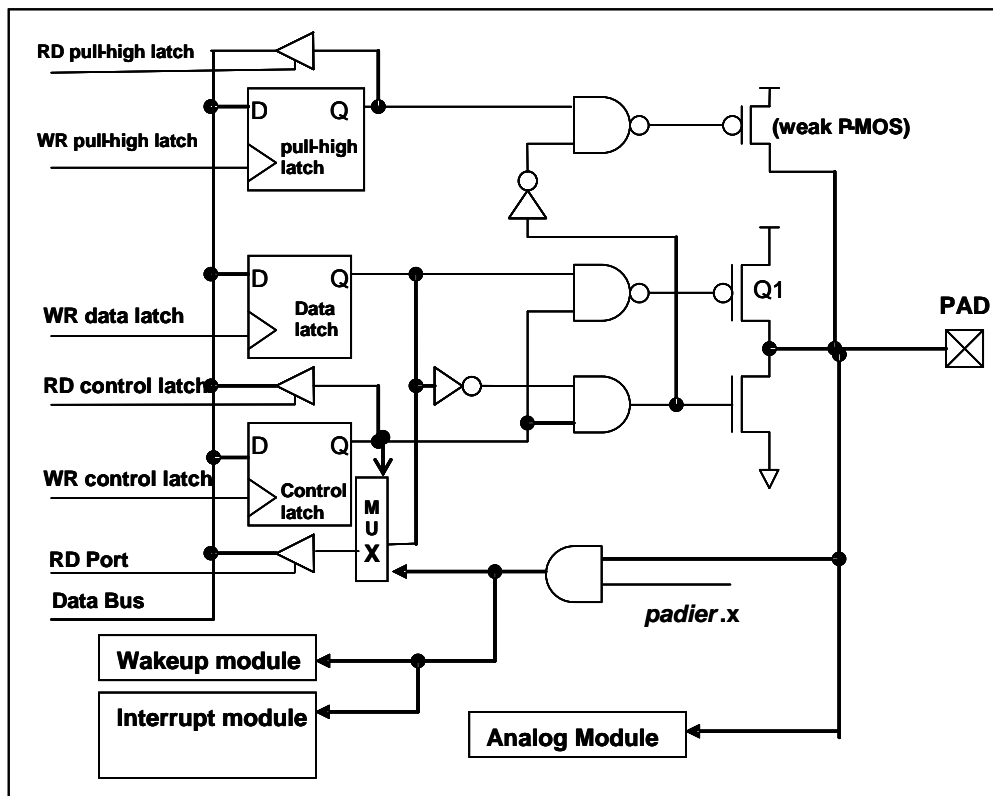 RD pull-high latch
D Q
WR pull-high latch
pull-high
latch
(weak P-MOS)
D Q
Data
latch
WR data latch
Q1
PAD
RD control latch
D Q
WR control latch
Control
latch
M
U
X
RD Port
Data Bus
padier.x
Wakeup module
Interrupt module
Analog Module